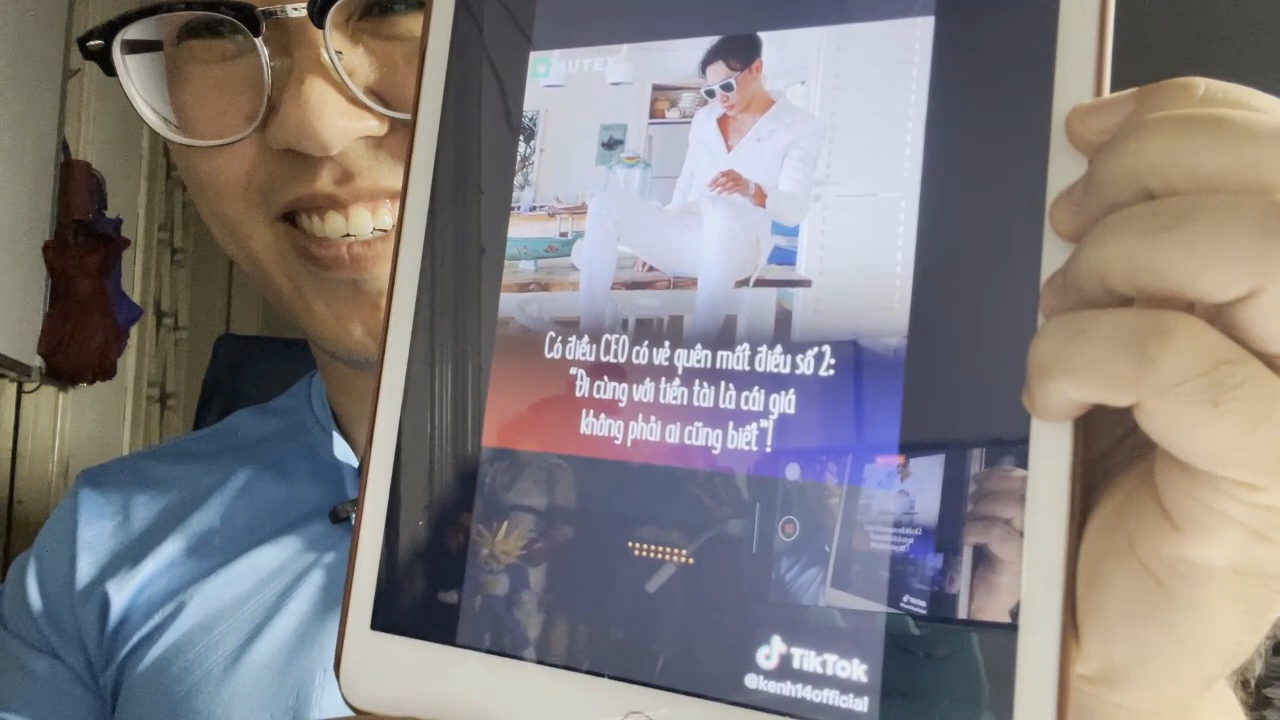 MUTEX
Có điều CEO có vẻ quên mất điều số 2:
"Đi cùng với tiền tài là cái giá
không phải ai cũng biết"!
TikTok
@kenh14official